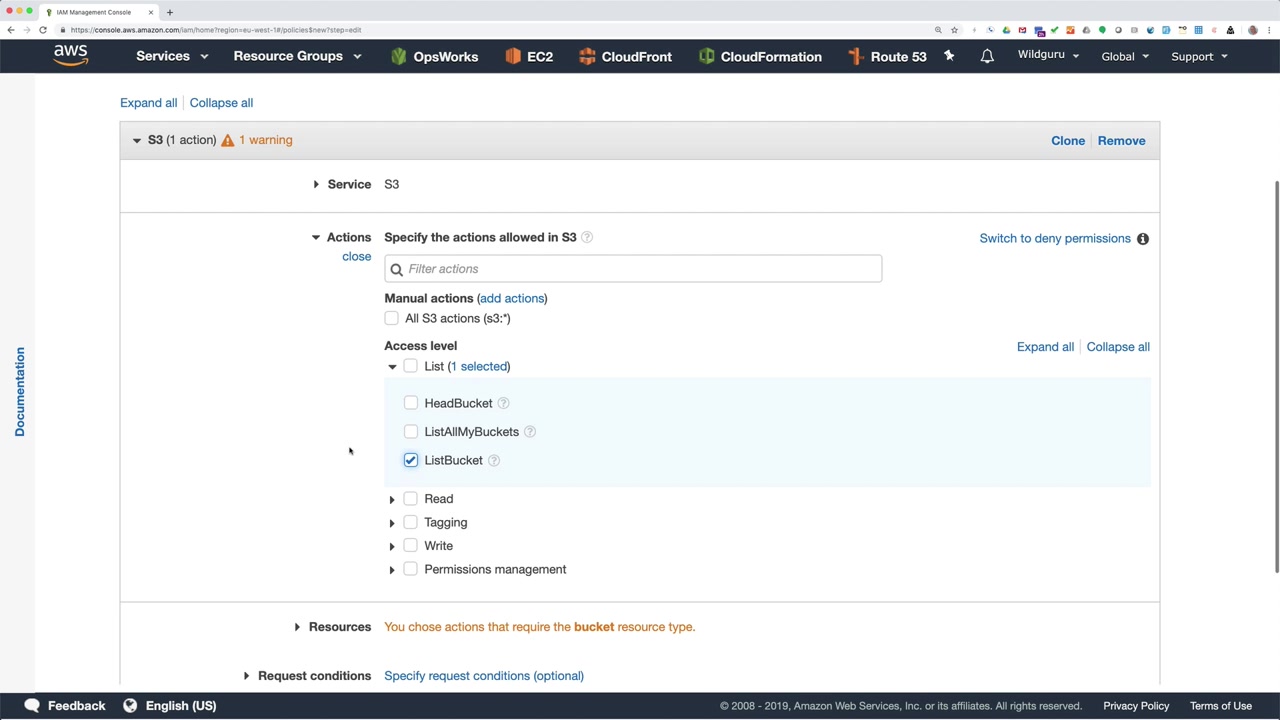 IAM Management Console
https://console.aws.amazon.com/iam/home?region=eu-west-1#/policies$new?step=edit
aws Services Resource Groups OpsWorks EC2 CloudFront CloudFormation Route 53 Wildguru Global Support
Expand all Collapse all
S3 (1 action) 1 warning Clone Remove
Service S3
Actions Specify the actions allowed in S3 Switch to deny permissions
close
Filter actions
Manual actions (add actions)
All S3 actions (s3:*)
Access level Expand all Collapse all
List (1 selected)
HeadBucket
ListAllMyBuckets
ListBucket
Documentation
Read
Tagging
Write
Permissions management
Resources You chose actions that require the bucket resource type.
Request conditions Specify request conditions (optional)
Feedback English (US) © 2008 - 2019, Amazon Web Services, Inc. or its affiliates. All rights reserved. Privacy Policy Terms of Use